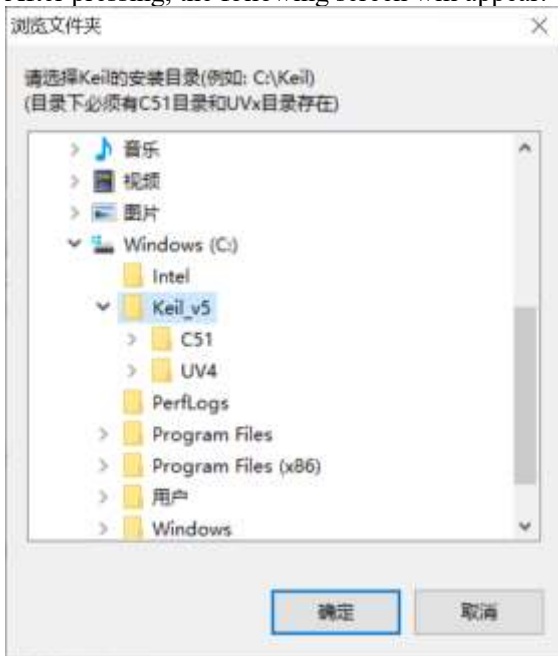 After pressing, the following screen will appear:
浏览文件夹
请选择Keil的安装目录(例如: C:\Keil)
(目录下必须有C51目录和UVx目录存在)
音乐
视频
图片
Windows (C:)
Intel
Keil_v5
C51
UV4
PerfLogs
Program Files
Program Files (x86)
用户
Windows
确定
取消